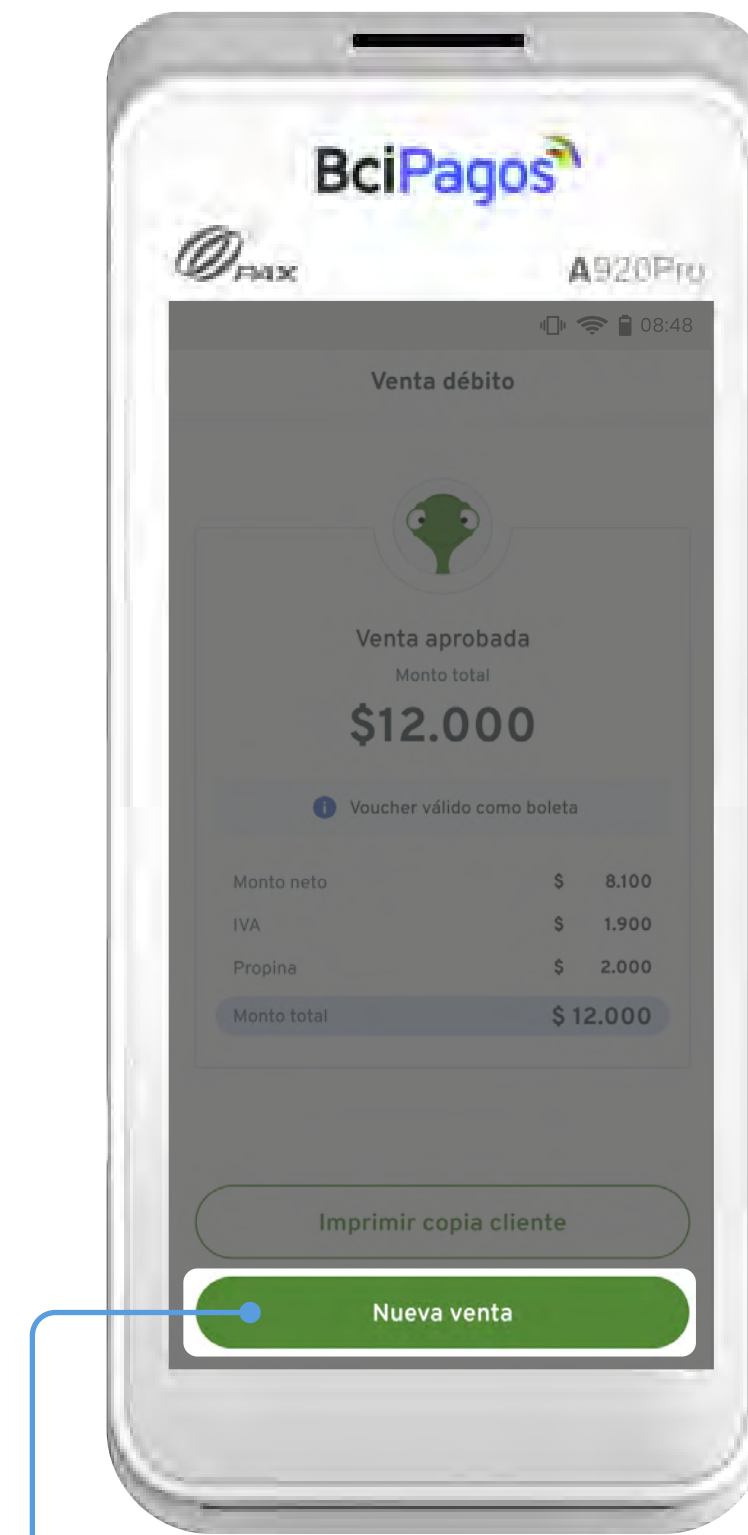 BciPagos
PAX
A920Pro
08:48
Venta débito
Venta aprobada
Monto total
$12.000
i Voucher válido como boleta
Monto neto $ 8.100
IVA $ 1.900
Propina $ 2.000
Monto total $ 12.000
Imprimir copia cliente
Nueva venta